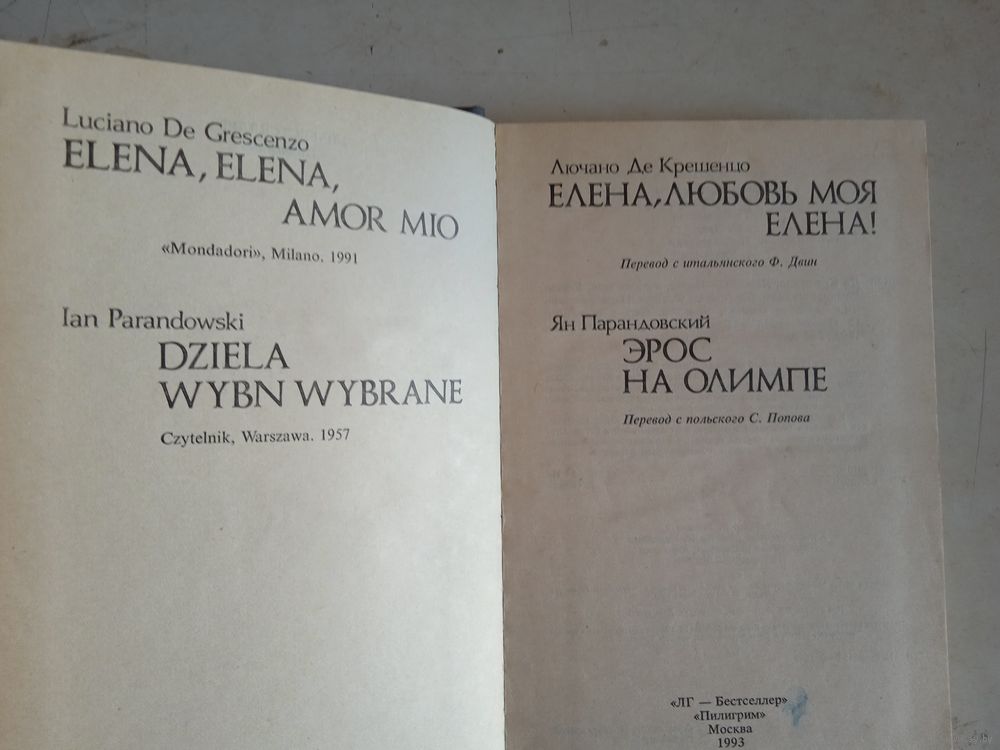 Luciano De Grescenzo
ELENA, ELENA,
AMOR MIO
«Mondadori», Milano. 1991
Ian Parandowski
DZIELA
WYBN WYBRANE
Czytelnik, Warszawa. 1957
Лючано Де Крешенцо
ЕЛЕНА, ЛЮБОВЬ МОЯ
ЕЛЕНА!
Перевод с итальянского Ф. Двин
Ян Парандовский
ЭРОС
НА ОЛИМПЕ
Перевод с польского С. Попова
«ЛГ — Бестселлер»
«Пилигрим»
Москва
1993